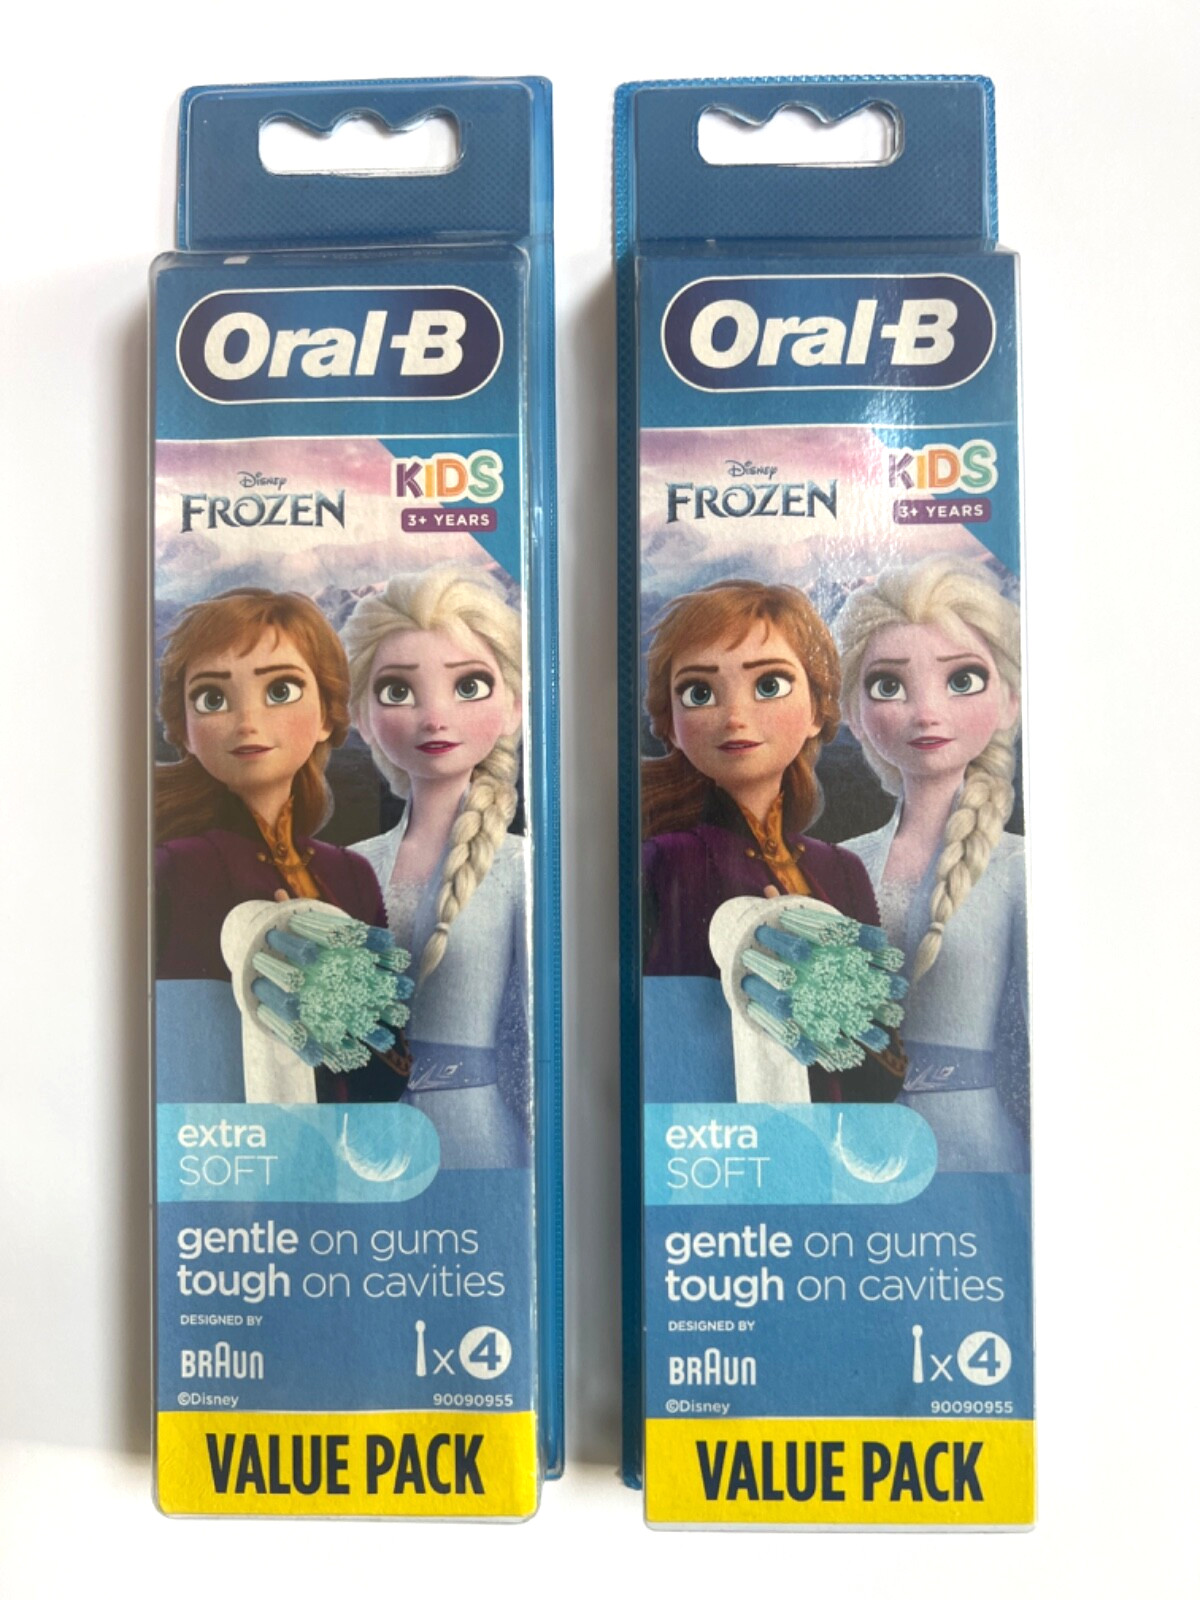 Oral-B
Disney
FROZEN
KIDS
3+ YEARS
extra
SOFT
gentle on gums
tough on cavities
DESIGNED BY
BRAUN
x 4
©Disney
90090955
VALUE PACK
Oral-B
Disney
FROZEN
KIDS
3+ YEARS
extra
SOFT
gentle on gums
tough on cavities
DESIGNED BY
BRAUN
x 4
©Disney
90090955
VALUE PACK